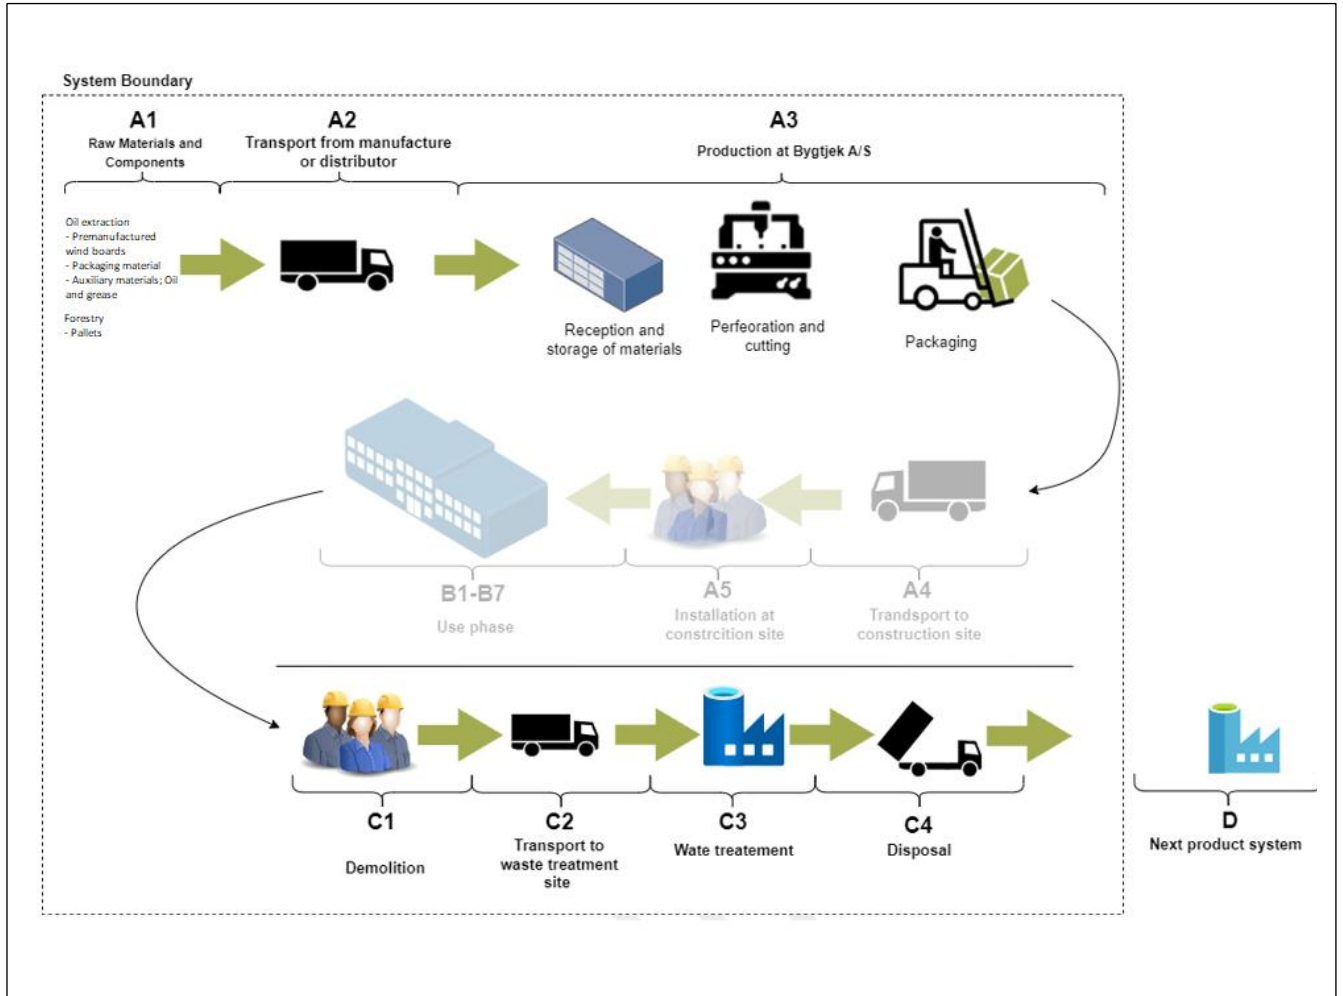 System Boundary
A1
Raw Materials and
Components
A2
Transport from manufacture
or distributor
A3
Production at Bygtjek A/S
Oil extraction
- Premanufactured
wind boards
- Packaging material
- Auxiliary materials; Oil
and grease
Forestry
- Pallets
Reception and
storage of materials
Perfeoration and
cutting
Packaging
B1-B7
Use phase
A5
Installation at
constrcition site
A4
Trandsport to
construction site
C1
Demolition
C2
Transport to
waste treatment
site
C3
Wate treatement
C4
Disposal
D
Next product system